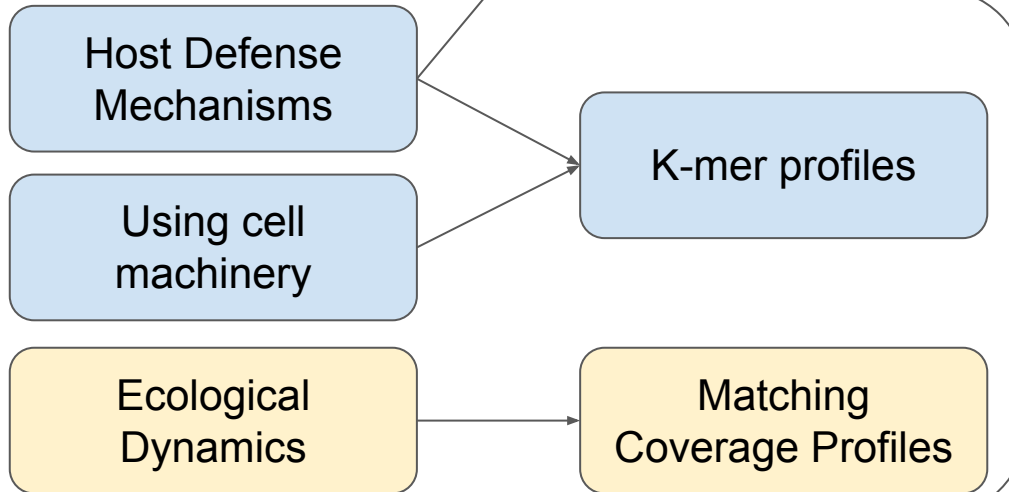 Host Defense
Mechanisms
K-mer profiles
Using cell
machinery
Ecological
Dynamics
Matching
Coverage Profiles